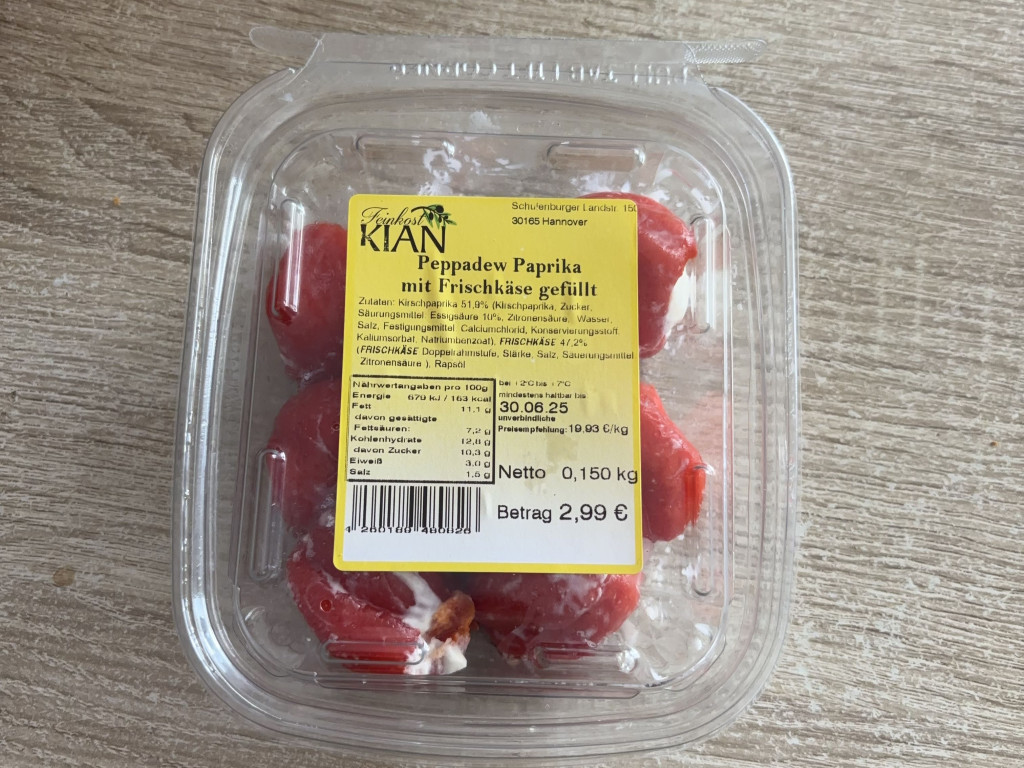 Feinkost
KIAN
Schulenburger Landstr. 150
30165 Hannover
Peppadew Paprika
mit Frischkäse gefüllt
Zutaten: Kirschpaprika 51,9% (Kirschpaprika, Zucker,
Säurungsmittel: Essigsäure 10%, Zitronensäure, Wasser,
Salz, Festigungsmittel: Calciumchlorid, Konservierungsstoff:
Kaliumsorbat, Natriumbenzoat), FRISCHKÄSE 47,2%
(FRISCHKÄSE Doppelrahmstufe, Stärke, Salz, Säuerungsmittel
Zitronensäure ), Rapsöl
Nährwertangaben pro 100g
Energie 679 kJ / 163 kcal
Fett 11,1 g
davon gesättigte
Fettsäuren: 7,2 g
Kohlenhydrate 12,8 g
davon Zucker 10,3 g
Eiweiß 3,0 g
Salz 1,5 g
bei +2°C bis +7°C
mindestens haltbar bis
30.06.25
unverbindliche
Preisempfehlung: 19,93 €/kg
Netto 0,150 kg
Betrag 2,99 €